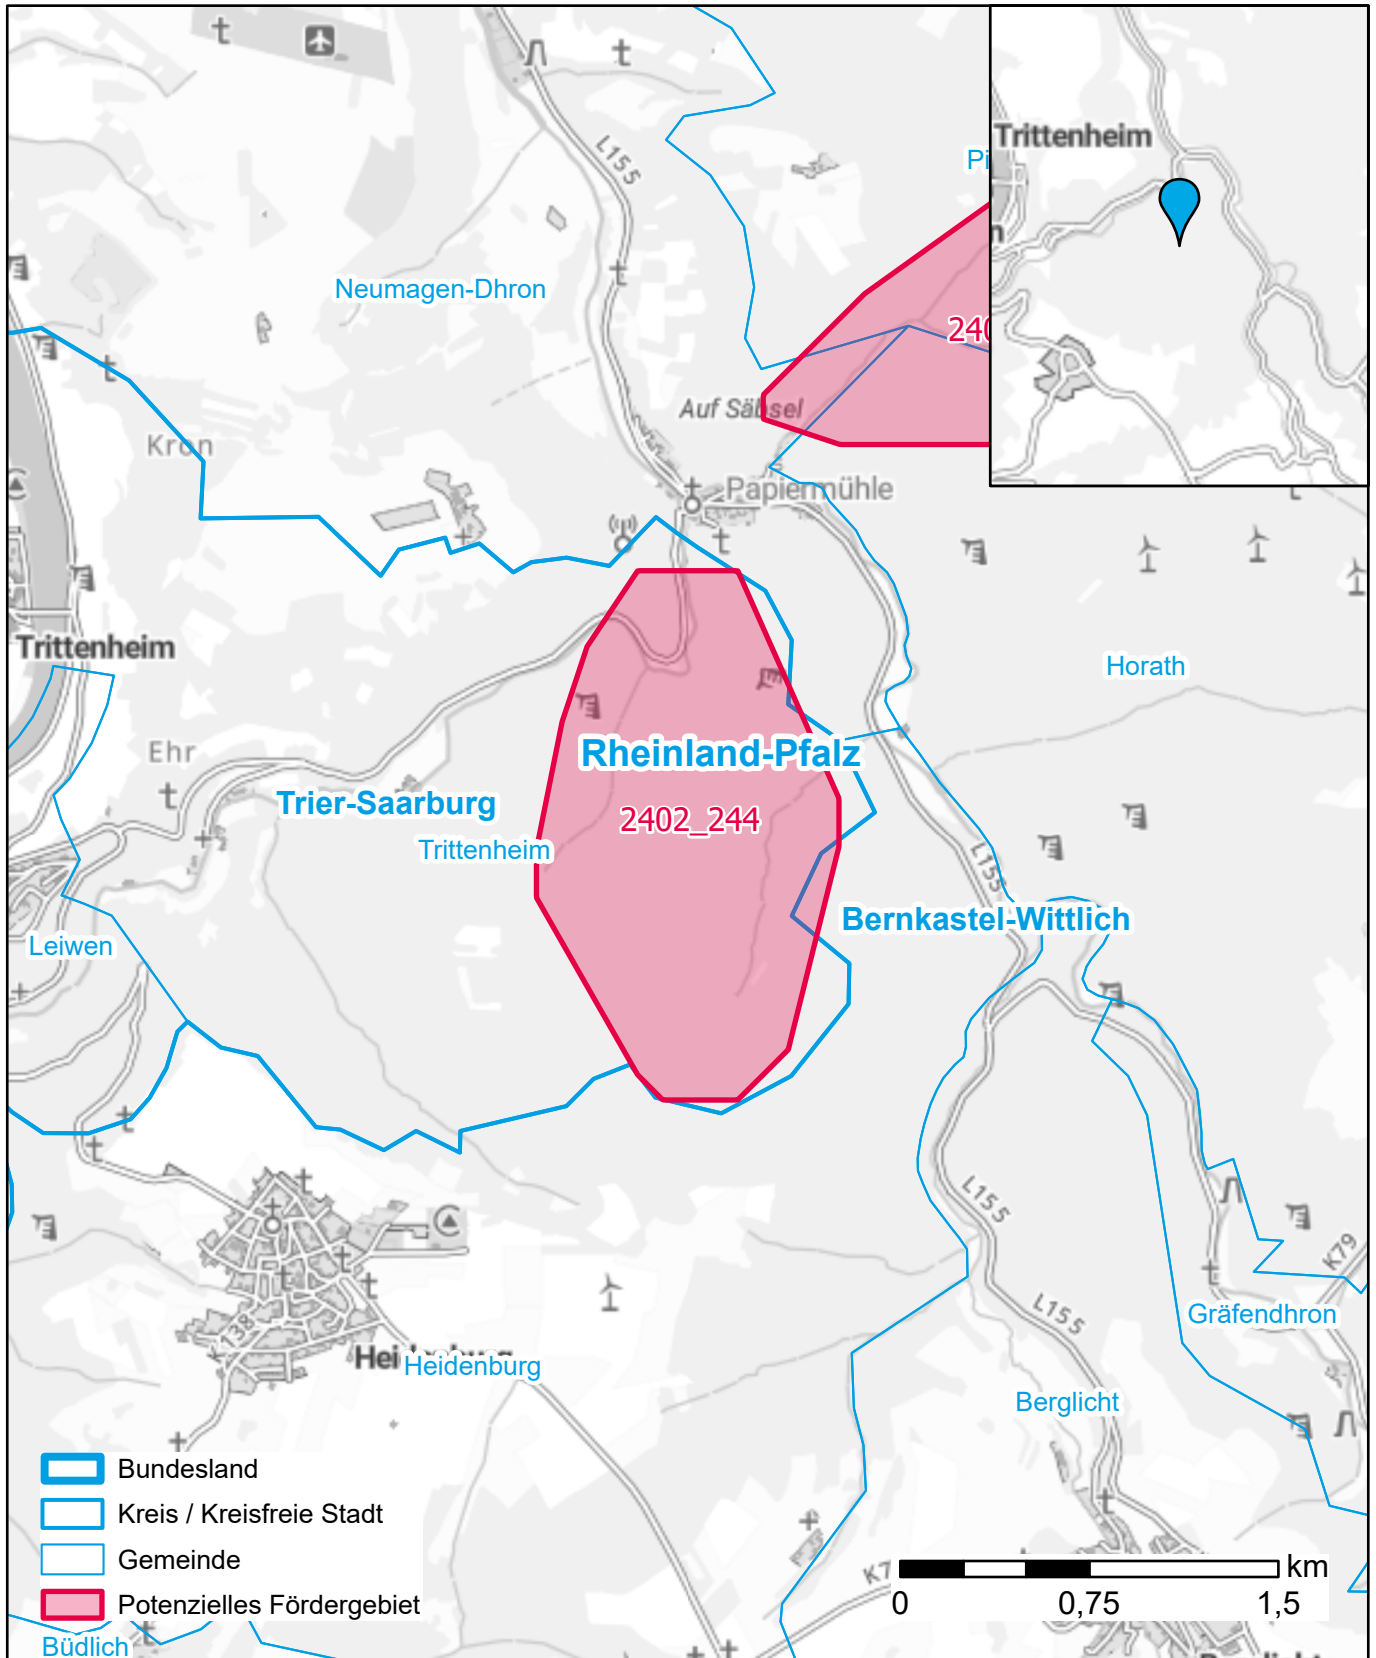 L155
Trittenheim
Neumagen-Dhron
Auf Säbsel
Kron
Papiermühle
Trittenheim
Horath
Ehr
Rheinland-Pfalz
Trier-Saarburg
2402_244
Trittenheim
L155
Bernkastel-Wittlich
Leiwen
L155
K79
L155
Gräfendhron
138
Heidenburg
Berglicht
Bundesland
Kreis / Kreisfreie Stadt
Gemeinde
Potenzielles Fördergebiet
km
0 0,75 1,5
Büdlich